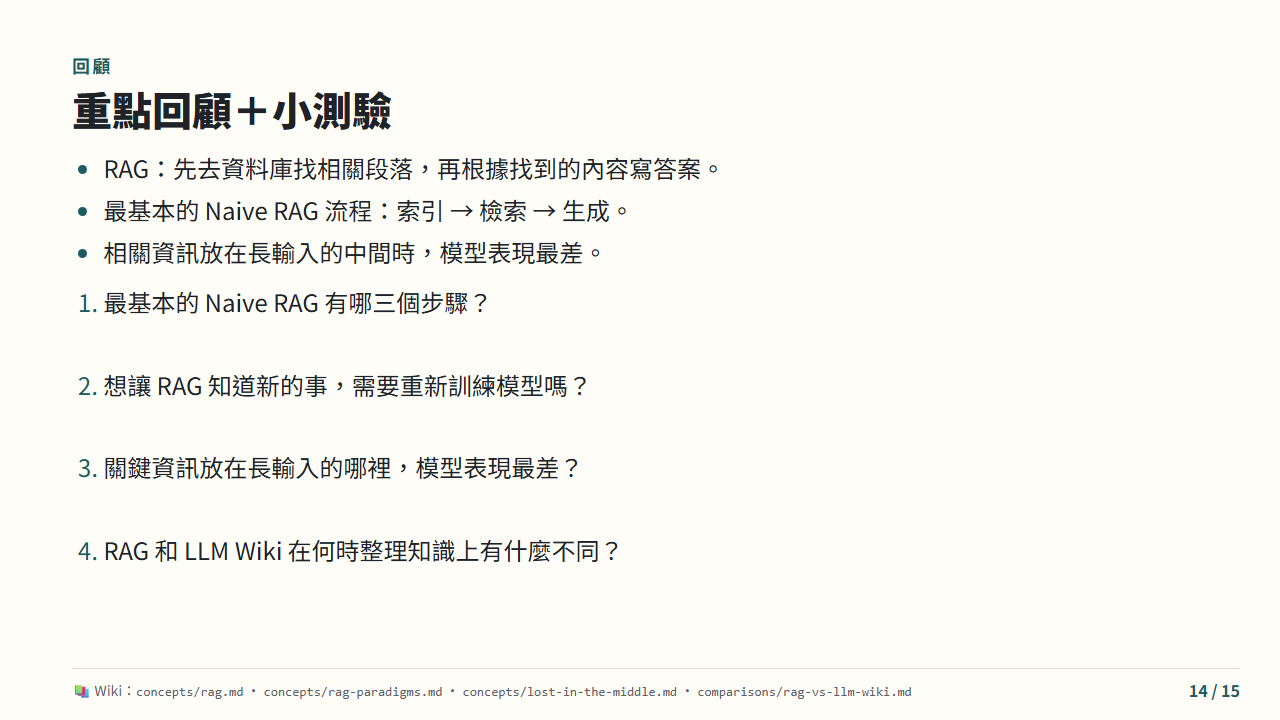 回顧
重點回顧＋小測驗
• RAG：先去資料庫找相關段落，再根據找到的內容寫答案。
• 最基本的 Naive RAG 流程：索引 → 檢索 → 生成。
• 相關資訊放在長輸入的中間時，模型表現最差。
1. 最基本的 Naive RAG 有哪三個步驟？
2. 想讓 RAG 知道新的事，需要重新訓練模型嗎？
3. 關鍵資訊放在長輸入的哪裡，模型表現最差？
4. RAG 和 LLM Wiki 在何時整理知識上有什麼不同？
📚 Wiki：concepts/rag.md • concepts/rag-paradigms.md • concepts/lost-in-the-middle.md • comparisons/rag-vs-llm-wiki.md
14 / 15